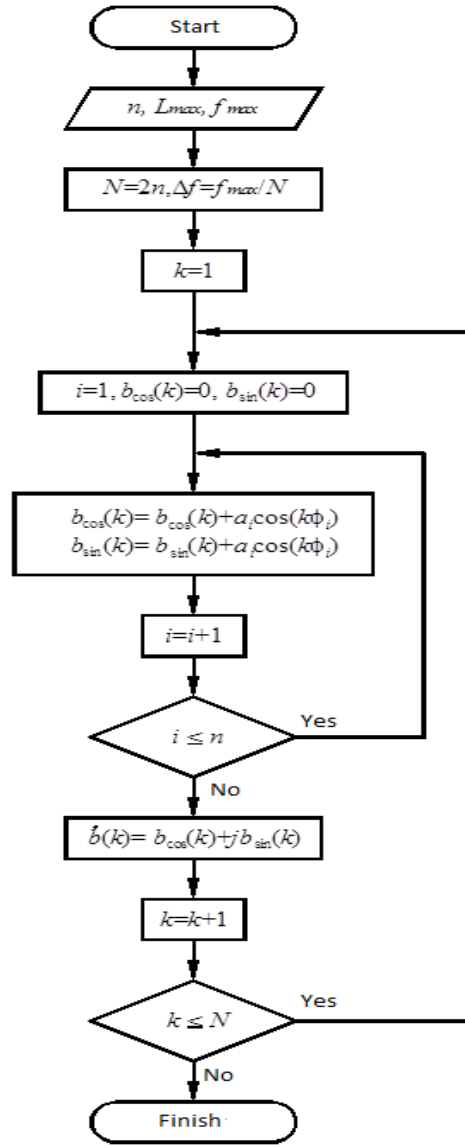 Start
n, Lmax, fmax
N=2n,Δf=fmax/N
k=1
i=1, bcos(k)=0, bsin(k)=0
bcos(k)= bcos(k)+aicos(kϕi)
bsin(k)= bsin(k)+aicos(kϕi)
i=i+1
i ≤ n
Yes
No
ḃ(k)= bcos(k)+jbsin(k)
k=k+1
k ≤ N
Yes
No
Finish